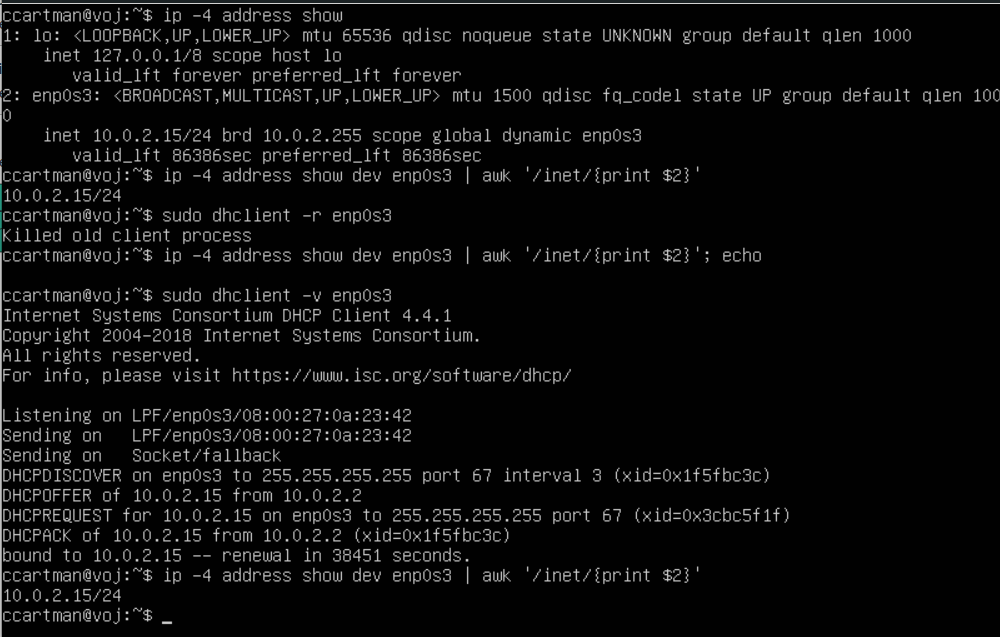 ccartman@voj:~$ ip -4 address show
1: lo: <LOOPBACK,UP,LOWER_UP> mtu 65536 qdisc noqueue state UNKNOWN group default qlen 1000
    inet 127.0.0.1/8 scope host lo
       valid_lft forever preferred_lft forever
2: enp0s3: <BROADCAST,MULTICAST,UP,LOWER_UP> mtu 1500 qdisc fq_codel state UP group default qlen 100
0
    inet 10.0.2.15/24 brd 10.0.2.255 scope global dynamic enp0s3
       valid_lft 86386sec preferred_lft 86386sec
ccartman@voj:~$ ip -4 address show dev enp0s3 | awk '/inet/{print $2}'
10.0.2.15/24
ccartman@voj:~$ sudo dhclient -r enp0s3
Killed old client process
ccartman@voj:~$ ip -4 address show dev enp0s3 | awk '/inet/{print $2}'; echo

ccartman@voj:~$ sudo dhclient -v enp0s3
Internet Systems Consortium DHCP Client 4.4.1
Copyright 2004-2018 Internet Systems Consortium.
All rights reserved.
For info, please visit https://www.isc.org/software/dhcp/

Listening on LPF/enp0s3/08:00:27:0a:23:42
Sending on   LPF/enp0s3/08:00:27:0a:23:42
Sending on   Socket/fallback
DHCPDISCOVER on enp0s3 to 255.255.255.255 port 67 interval 3 (xid=0x1f5fbc3c)
DHCPOFFER of 10.0.2.15 from 10.0.2.2
DHCPREQUEST for 10.0.2.15 on enp0s3 to 255.255.255.255 port 67 (xid=0x3cbc5f1f)
DHCPACK of 10.0.2.15 from 10.0.2.2 (xid=0x1f5fbc3c)
bound to 10.0.2.15 -- renewal in 38451 seconds.
ccartman@voj:~$ ip -4 address show dev enp0s3 | awk '/inet/{print $2}'
10.0.2.15/24
ccartman@voj:~$ _